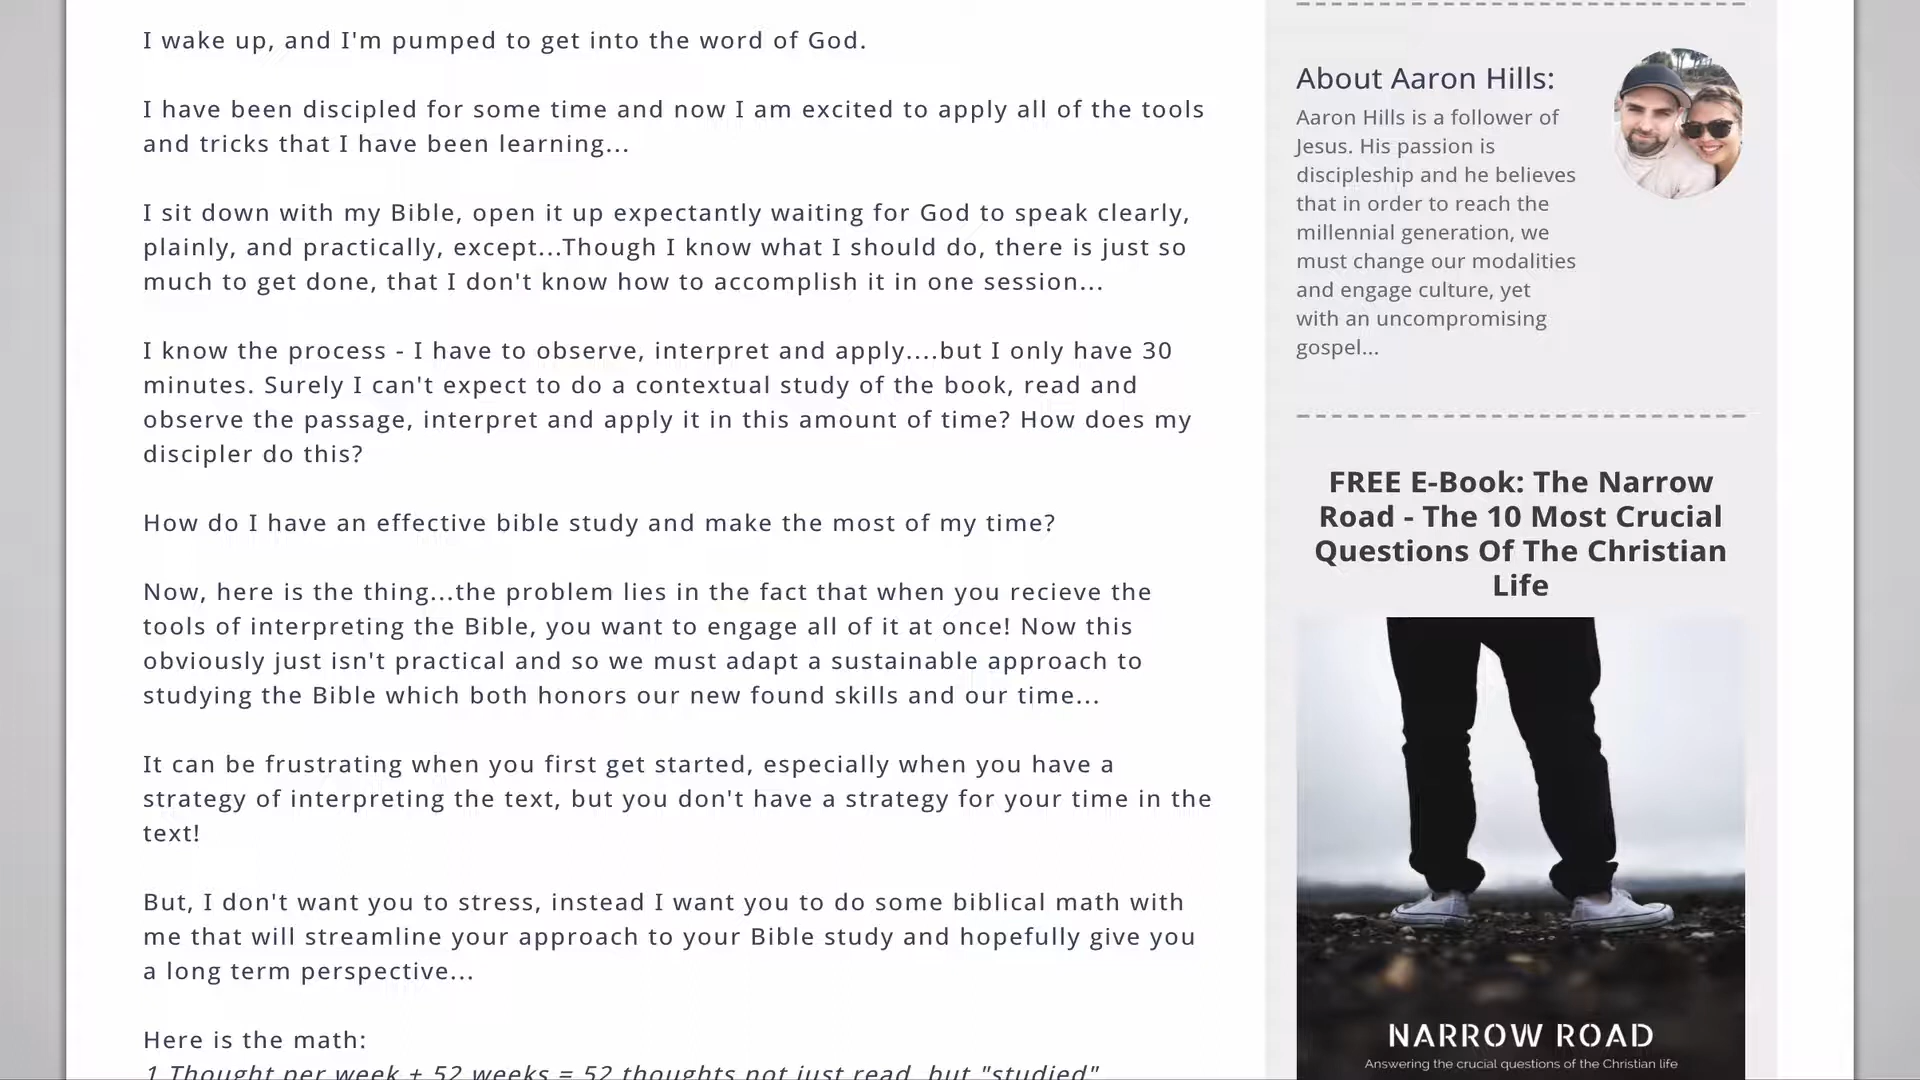 I wake up, and I'm pumped to get into the word of God.
I have been discipled for some time and now I am excited to apply all of the tools
and tricks that I have been learning...
I sit down with my Bible, open it up expectantly waiting for God to speak clearly,
plainly, and practically, except...Though I know what I should do, there is just so
much to get done, that I don't know how to accomplish it in one session...
I know the process - I have to observe, interpret and apply....but I only have 30
minutes. Surely I can't expect to do a contextual study of the book, read and
observe the passage, interpret and apply it in this amount of time? How does my
discipler do this?
How do I have an effective bible study and make the most of my time?
Now, here is the thing...the problem lies in the fact that when you recieve the
tools of interpreting the Bible, you want to engage all of it at once! Now this
obviously just isn't practical and so we must adapt a sustainable approach to
studying the Bible which both honors our new found skills and our time...
It can be frustrating when you first get started, especially when you have a
strategy of interpreting the text, but you don't have a strategy for your time in the
text!
But, I don't want you to stress, instead I want you to do some biblical math with
me that will streamline your approach to your Bible study and hopefully give you
a long term perspective...
Here is the math:
1 Thought per week + 52 weeks = 52 thoughts not just read, but "studied"
About Aaron Hills:
Aaron Hills is a follower of
Jesus. His passion is
discipleship and he believes
that in order to reach the
millennial generation, we
must change our modalities
and engage culture, yet
with an uncompromising
gospel...
FREE E-Book: The Narrow
Road - The 10 Most Crucial
Questions Of The Christian
Life
NARROW ROAD
Answering the crucial questions of the Christian life